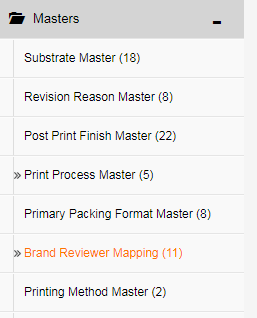 Masters
Substrate Master (18)
Revision Reason Master (8)
Post Print Finish Master (22)
» Print Process Master (5)
Primary Packing Format Master (8)
» Brand Reviewer Mapping (11)
Printing Method Master (2)